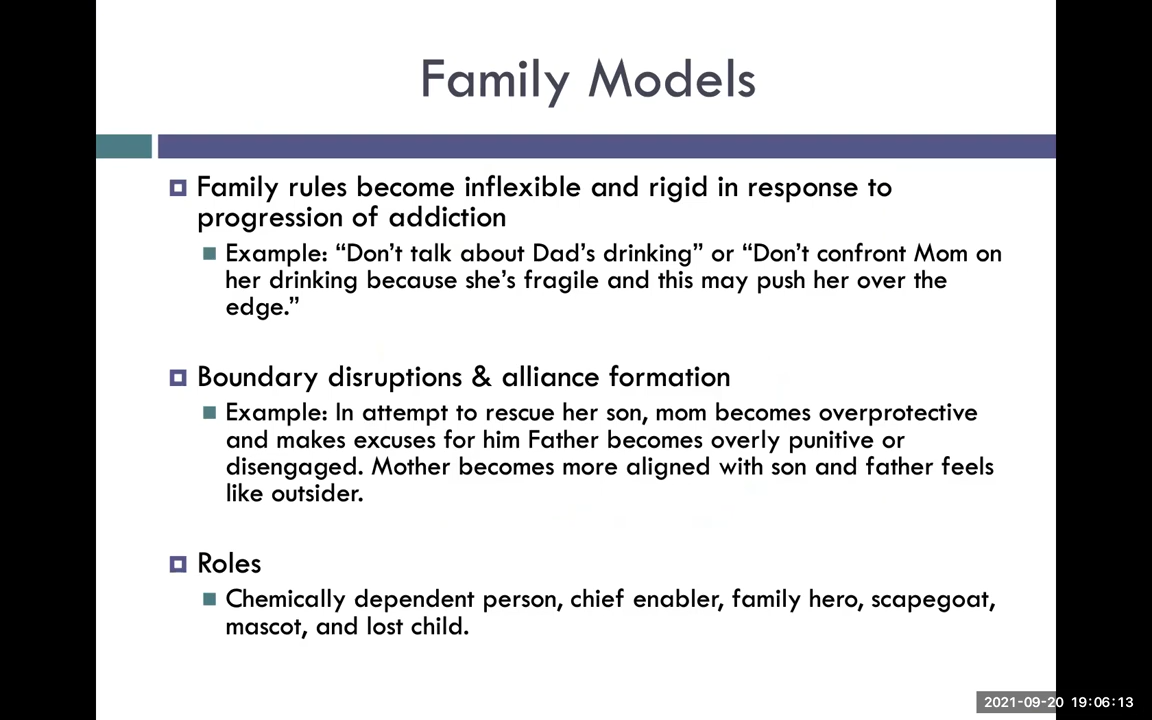 Family Models
Family rules become inflexible and rigid in response to
progression of addiction
Example: “Don’t talk about Dad’s drinking” or “Don’t confront Mom on
her drinking because she’s fragile and this may push her over the
edge.”
Boundary disruptions & alliance formation
Example: In attempt to rescue her son, mom becomes overprotective
and makes excuses for him Father becomes overly punitive or
disengaged. Mother becomes more aligned with son and father feels
like outsider.
Roles
Chemically dependent person, chief enabler, family hero, scapegoat,
mascot, and lost child.
2021-09-20 19:06:13